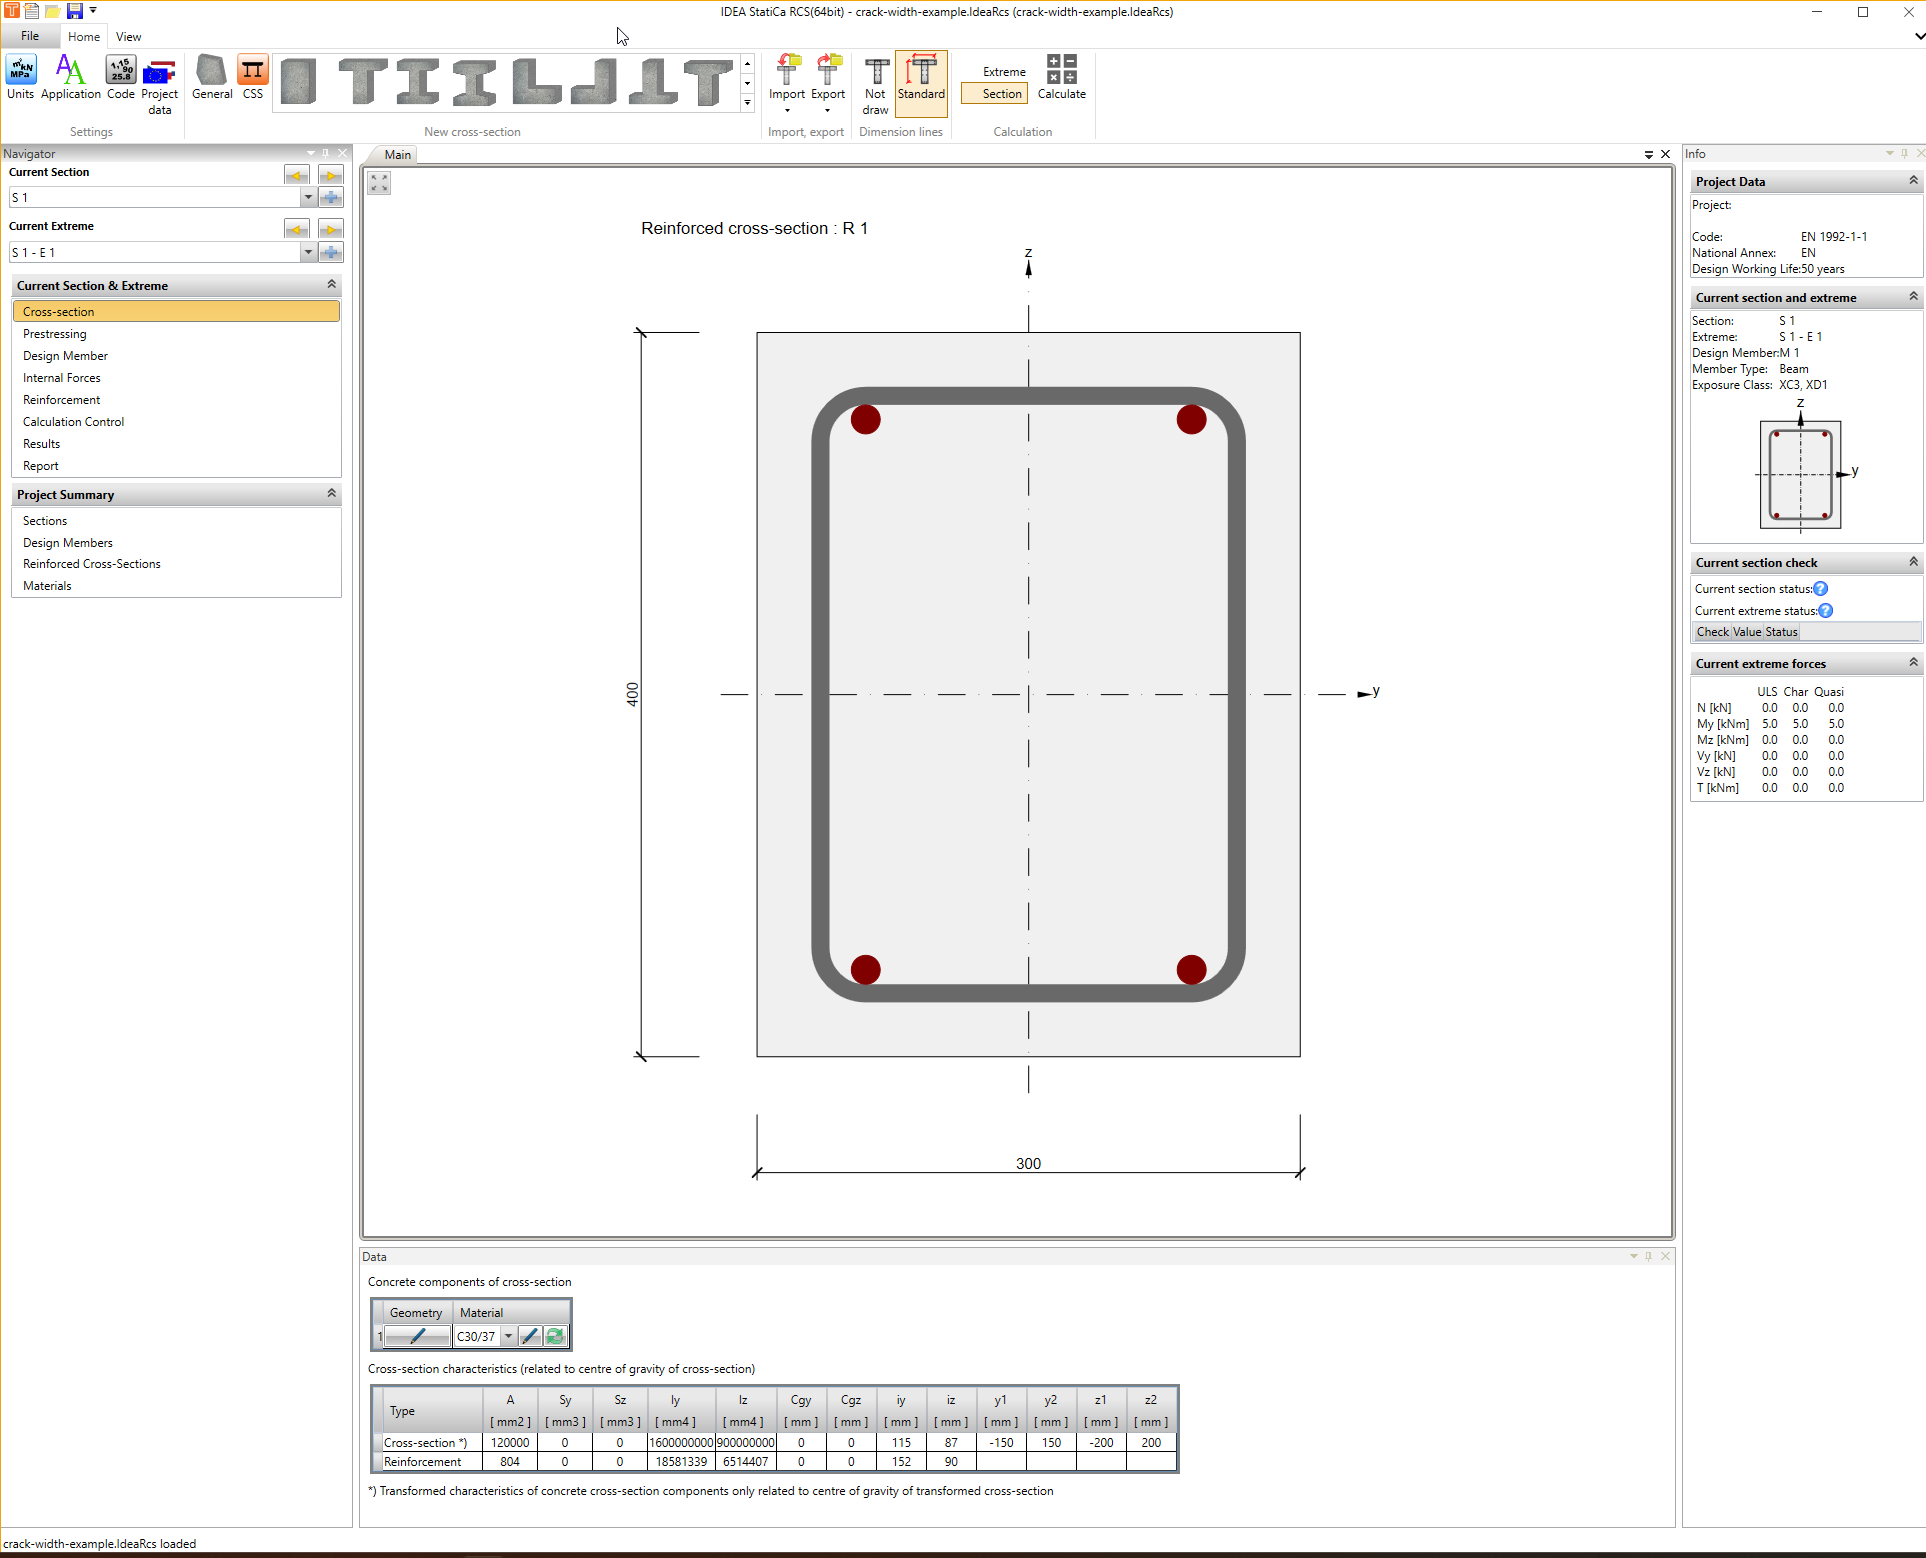 IDEA StatiCa RCS(64bit) - crack-width-example.IdeaRcs (crack-width-example.IdeaRcs)
File Home View
Units Application Code Project data General CSS Import Export Not draw Standard Extreme Section Calculate
Settings New cross-section Import, export Dimension lines Calculation
Navigator
Current Section
S 1
Current Extreme
S 1 - E 1
Current Section & Extreme
Cross-section
Prestressing
Design Member
Internal Forces
Reinforcement
Calculation Control
Results
Report
Project Summary
Sections
Design Members
Reinforced Cross-Sections
Materials
Main
Reinforced cross-section : R 1
z
y
400
300
Data
Concrete components of cross-section
Geometry Material
1 C30/37
Cross-section characteristics (related to centre of gravity of cross-section)
Type A Sy Sz Iy Iz Cgy Cgz iy iz y1 y2 z1 z2
[ mm2 ] [ mm3 ] [ mm3 ] [ mm4 ] [ mm4 ] [ mm ] [ mm ] [ mm ] [ mm ] [ mm ] [ mm ] [ mm ] [ mm ]
Cross-section *) 120000 0 0 1600000000 900000000 0 0 115 87 -150 150 -200 200
Reinforcement 804 0 0 18581339 6514407 0 0 152 90
*) Transformed characteristics of concrete cross-section components only related to centre of gravity of transformed cross-section
Info
Project Data
Project:
Code: EN 1992-1-1
National Annex: EN
Design Working Life:50 years
Current section and extreme
Section: S 1
Extreme: S 1 - E 1
Design Member:M 1
Member Type: Beam
Exposure Class: XC3, XD1
z
y
Current section check
Current section status:?
Current extreme status:?
Check Value Status
Current extreme forces
ULS Char Quasi
N [kN] 0.0 0.0 0.0
My [kNm] 5.0 5.0 5.0
Mz [kNm] 0.0 0.0 0.0
Vy [kN] 0.0 0.0 0.0
Vz [kN] 0.0 0.0 0.0
T [kNm] 0.0 0.0 0.0
crack-width-example.IdeaRcs loaded